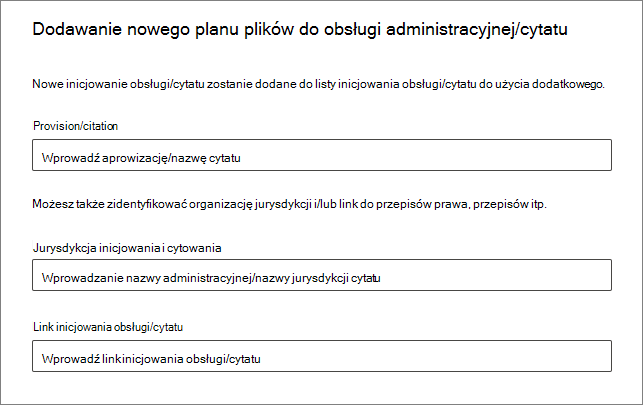 Dodawanie nowego planu plików do obsługi administracyjnej/cytatu
Nowe inicjowanie obsługi/cytatu zostanie dodane do listy inicjowania obsługi/cytatu do użycia dodatkowego.
Provision/citation
Wprowadź aprowizację/nazwę cytatu
Możesz także zidentyfikować organizację jurysdykcji i/lub link do przepisów prawa, przepisów itp.
Jurysdykcja inicjowania i cytowania
Wprowadzanie nazwy administracyjnej/nazwy jurysdykcji cytatu
Link inicjowania obsługi/cytatu
Wprowadź link inicjowania obsługi/cytatu